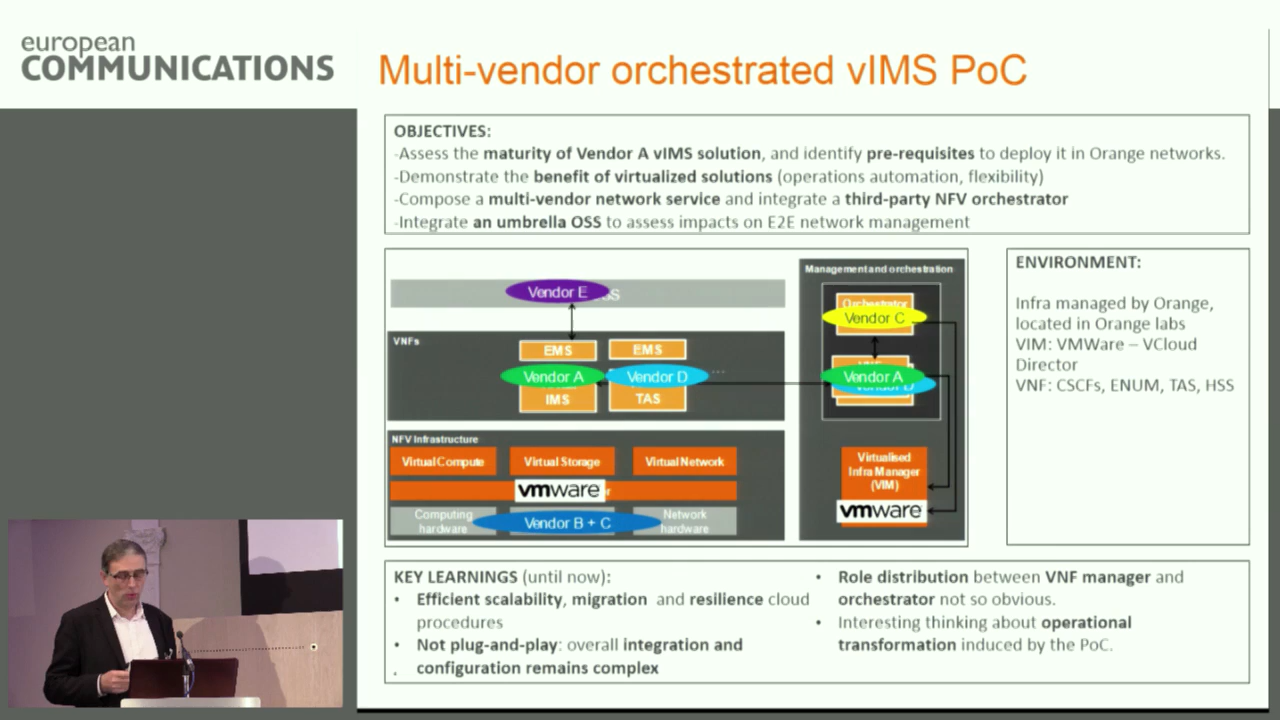 european
COMMUNICATIONS
Multi-vendor orchestrated vIMS PoC
OBJECTIVES:
-Assess the maturity of Vendor A vIMS solution, and identify pre-requisites to deploy it in Orange networks.
-Demonstrate the benefit of virtualized solutions (operations automation, flexibility)
-Compose a multi-vendor network service and integrate a third-party NFV orchestrator
-Integrate an umbrella OSS to assess impacts on E2E network management
Vendor E
VNFs
EMS
EMS
Vendor A
Vendor D
...
IMS
TAS
NFV Infrastructure
Virtual Compute
Virtual Storage
Virtual Network
vmware
Computing
hardware
Vendor B + C
Network
hardware
Management and orchestration
Orchestrator
Vendor C
Vendor A
Virtualised
Infra Manager
(VIM)
vmware
ENVIRONMENT:
Infra managed by Orange,
located in Orange labs
VIM: VMWare – VCloud
Director
VNF: CSCFs, ENUM, TAS, HSS
KEY LEARNINGS (until now):
• Efficient scalability, migration and resilience cloud
procedures
• Not plug-and-play: overall integration and
. configuration remains complex
• Role distribution between VNF manager and
orchestrator not so obvious.
• Interesting thinking about operational
transformation induced by the PoC.